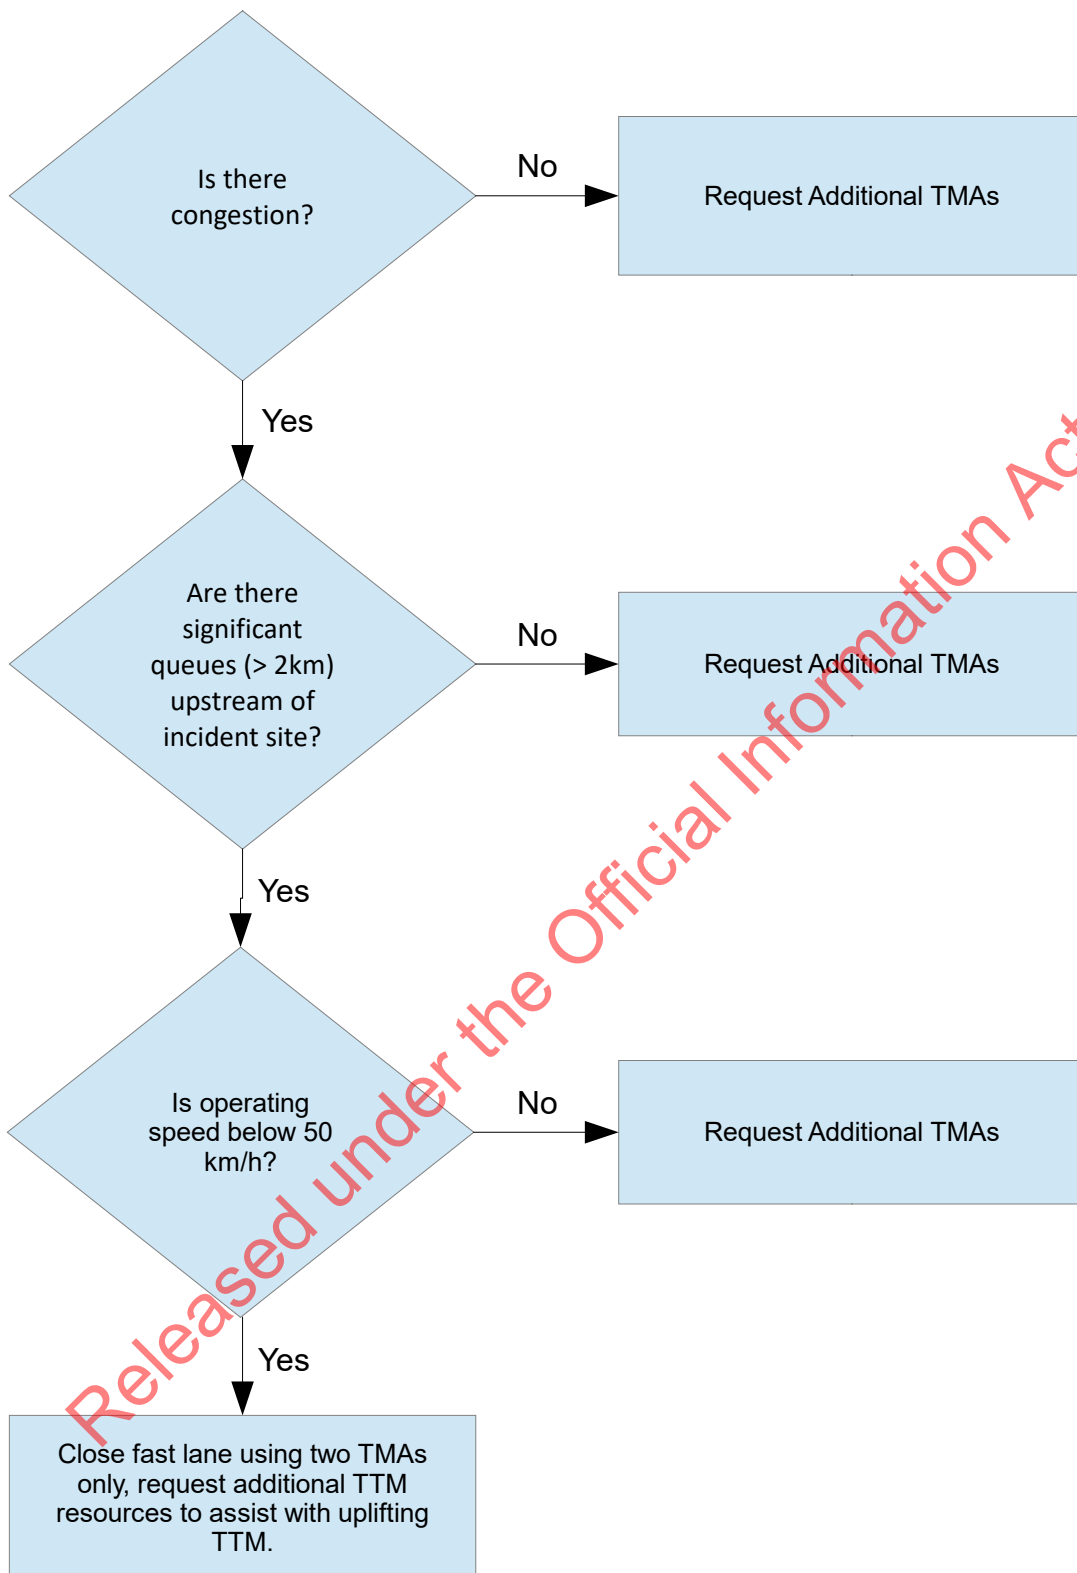 Is there
congestion?
No
Request Additional TMAs
Yes
Are there
significant
queues (> 2km)
upstream of
incident site?
No
Request Additional TMAs
Yes
Is operating
speed below 50
km/h?
No
Request Additional TMAs
Yes
Close fast lane using two TMAs
only, request additional TTM
resources to assist with uplifting
TTM.
Released under the Official Information Act